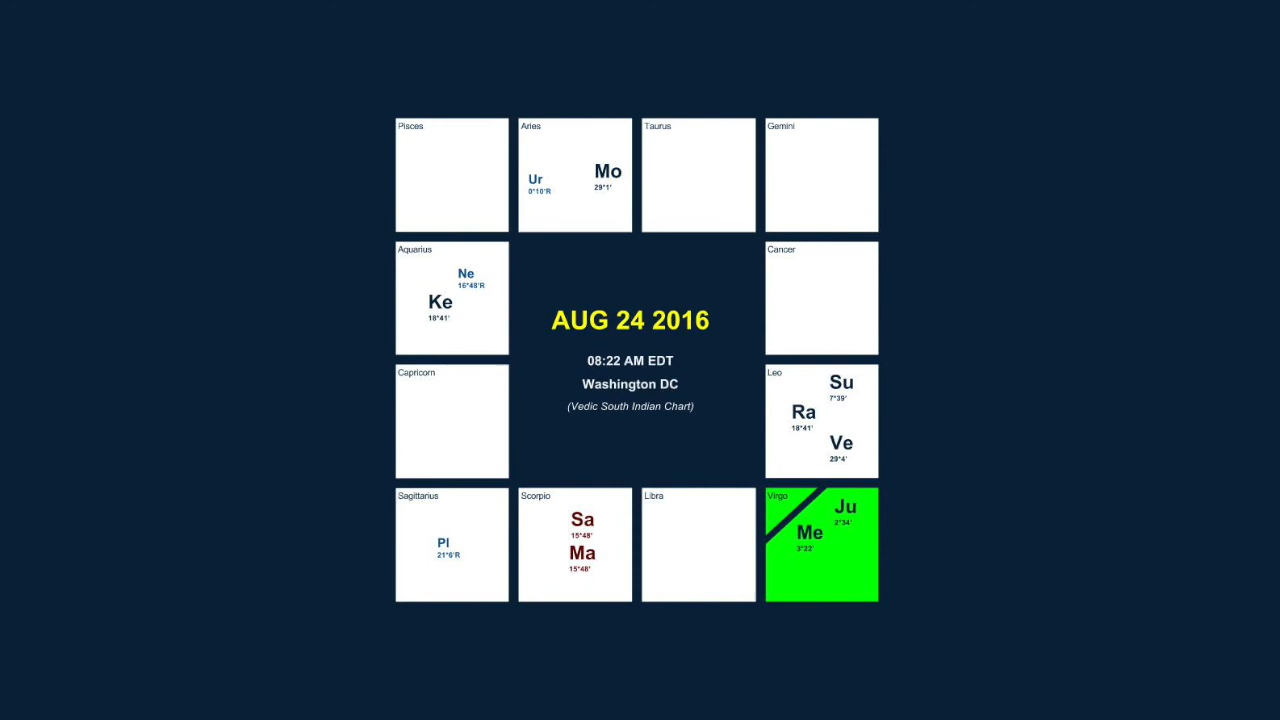 Pisces
Aries
Taurus
Gemini
Ur
0°10'R
Mo
29°1'
Aquarius
Ne
16°48'R
Ke
18°41'
Cancer
AUG 24 2016
08:22 AM EDT
Washington DC
(Vedic South Indian Chart)
Capricorn
Leo
Su
7°39'
Ra
18°41'
Ve
29°4'
Sagittarius
Pl
21°6'R
Scorpio
Sa
15°48'
Ma
15°48'
Libra
Virgo
Ju
2°34'
Me
3°22'